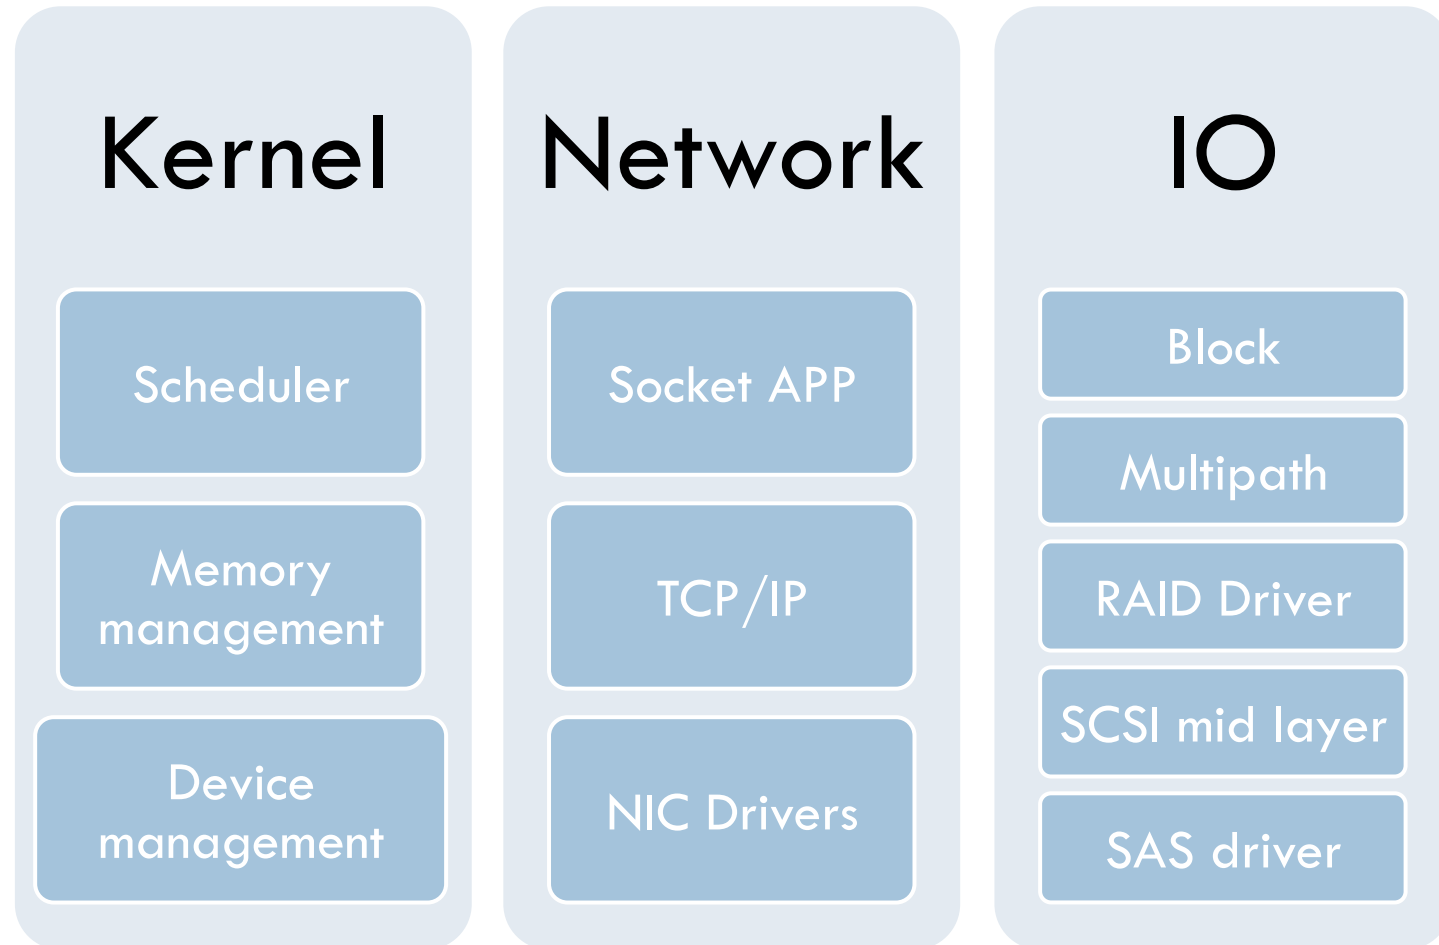 Kernel
Scheduler
Memory
management
Device
management
Network
Socket APP
TCP/IP
NIC Drivers
IO
Block
Multipath
RAID Driver
SCSI mid layer
SAS driver